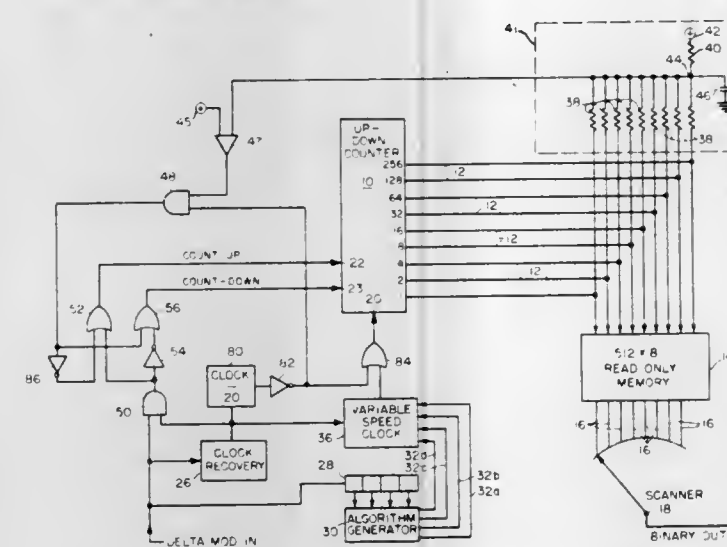 41
42
40
44
46
38
38
45
47
48
UP-
DOWN
COUNTER
10
256
128
64
32
16
8
4
2
1
12
12
12
12
COUNT UP
22
COUNT-DOWN
23
20
52
56
54
86
50
80
CLOCK
÷20
82
84
512 × 8
READ ONLY
MEMORY
VARIABLE
SPEED
CLOCK
36
CLOCK
RECOVERY
26
28
32d
32c
32b
32a
16
16
16
ALGORITHM
GENERATOR
30
SCANNER
18
DELTA MOD IN
BINARY OUT